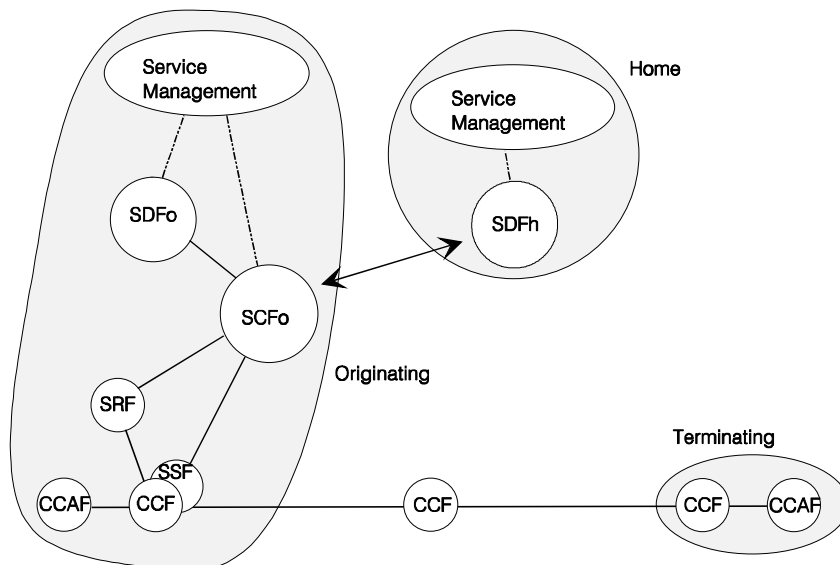 Service
Management
Home
Service
Management
SDFo
SDFh
SCFo
Originating
SRF
Terminating
SSF
CCAF
CCF
CCF
CCF
CCAF